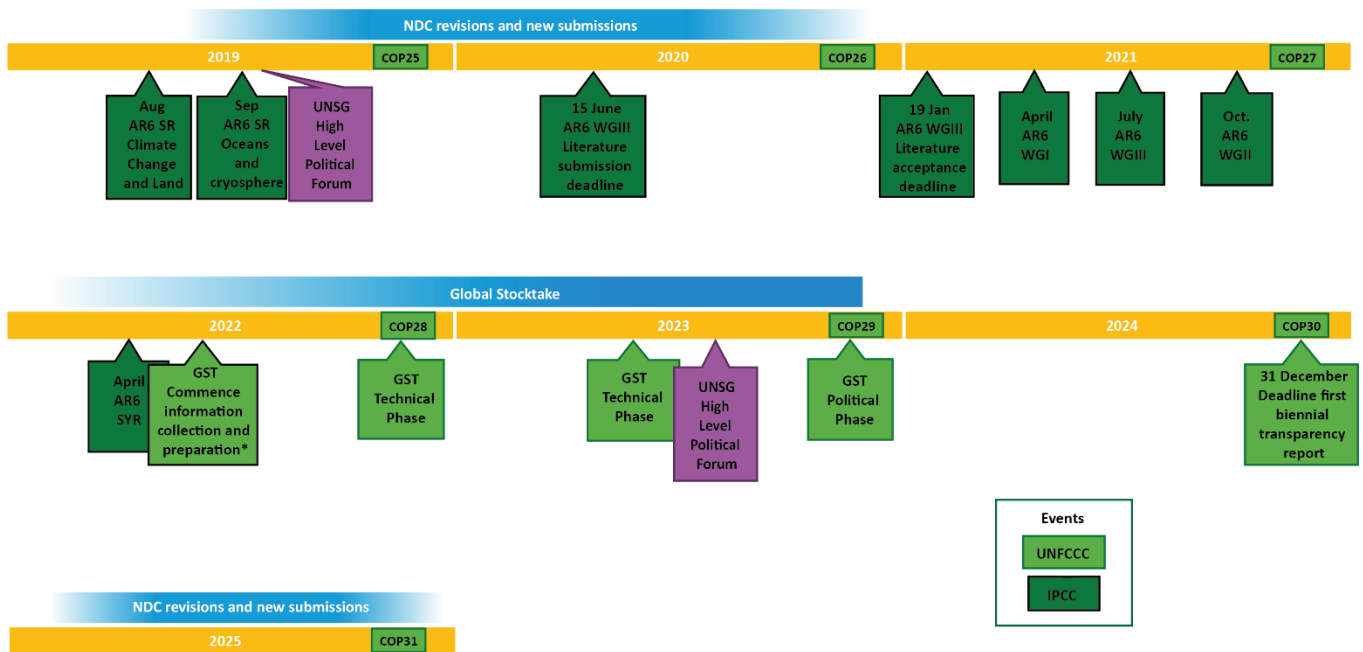 NDC revisions and new submissions
2019
COP25
2020
COP26
2021
COP27
Aug
AR6 SR
Climate
Change
and Land
Sep
AR6 SR
Oceans
and
cryosphere
UNSG
High
Level
Political
Forum
15 June
AR6 WGIII
Literature
submission
deadline
19 Jan
AR6 WGIII
Literature
acceptance
deadline
April
AR6
WGI
July
AR6
WGIII
Oct.
AR6
WGII
Global Stocktake
2022
COP28
2023
COP29
2024
COP30
April
AR6
SYR
GST
Commence
information
collection and
preparation*
GST
Technical
Phase
GST
Technical
Phase
UNSG
High
Level
Political
Forum
GST
Political
Phase
31 December
Deadline first
biennial
transparency
report
Events
UNFCCC
IPCC
NDC revisions and new submissions
2025
COP31